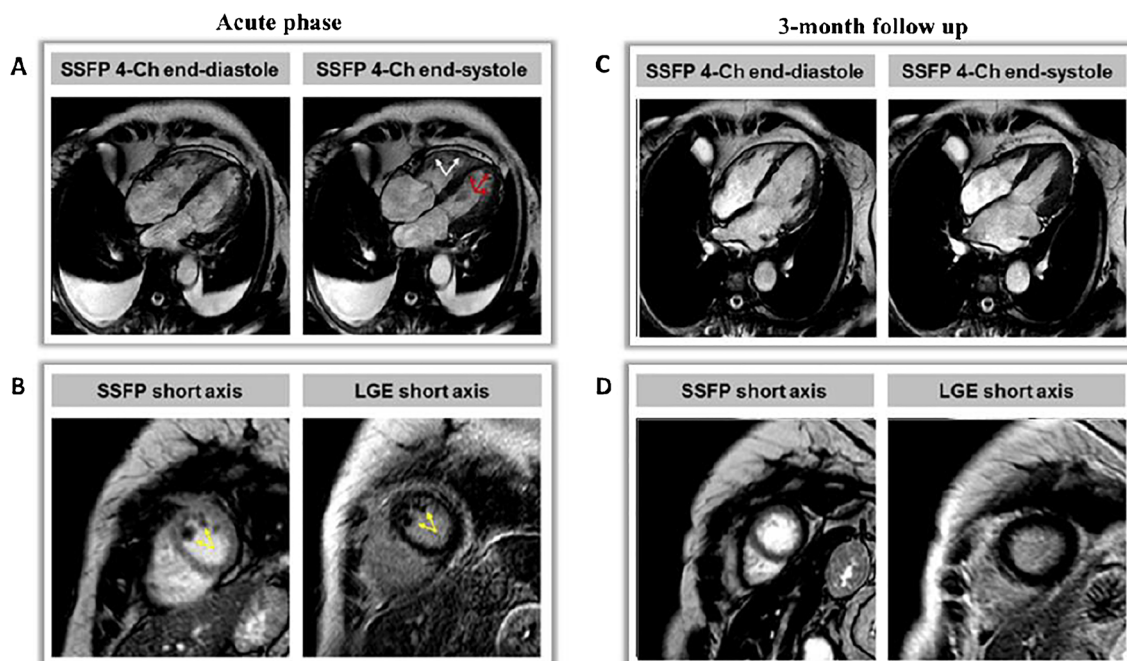 Acute phase
3-month follow up
A
SSFP 4-Ch end-diastole
SSFP 4-Ch end-systole
C
SSFP 4-Ch end-diastole
SSFP 4-Ch end-systole
B
SSFP short axis
LGE short axis
D
SSFP short axis
LGE short axis